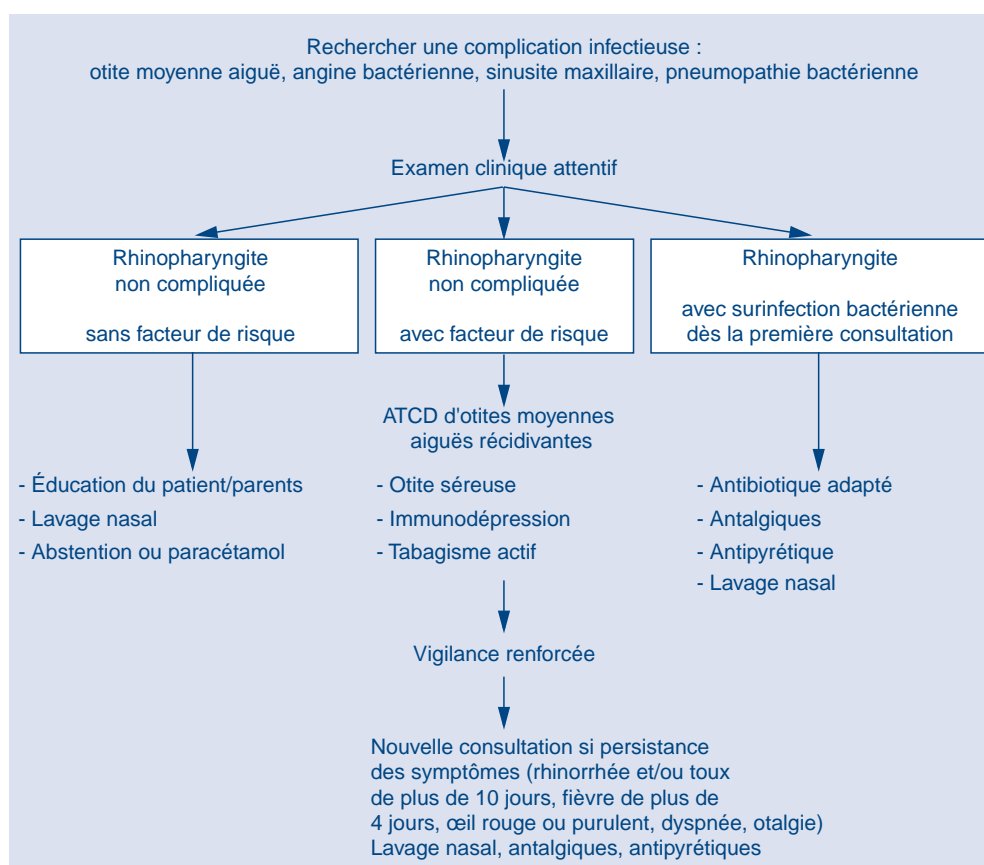 Rechercher une complication infectieuse :
otite moyenne aiguë, angine bactérienne, sinusite maxillaire, pneumopathie bactérienne
Examen clinique attentif
Rhinopharyngite
non compliquée
sans facteur de risque
Rhinopharyngite
non compliquée
avec facteur de risque
Rhinopharyngite
avec surinfection bactérienne
dès la première consultation
- Éducation du patient/parents
- Lavage nasal
- Abstention ou paracétamol
ATCD d'otites moyennes
aiguës récidivantes
- Otite séreuse
- Immunodépression
- Tabagisme actif
- Antibiotique adapté
- Antalgiques
- Antipyrétique
- Lavage nasal
Vigilance renforcée
Nouvelle consultation si persistance
des symptômes (rhinorrhée et/ou toux
de plus de 10 jours, fièvre de plus de
4 jours, œil rouge ou purulent, dyspnée, otalgie)
Lavage nasal, antalgiques, antipyrétiques